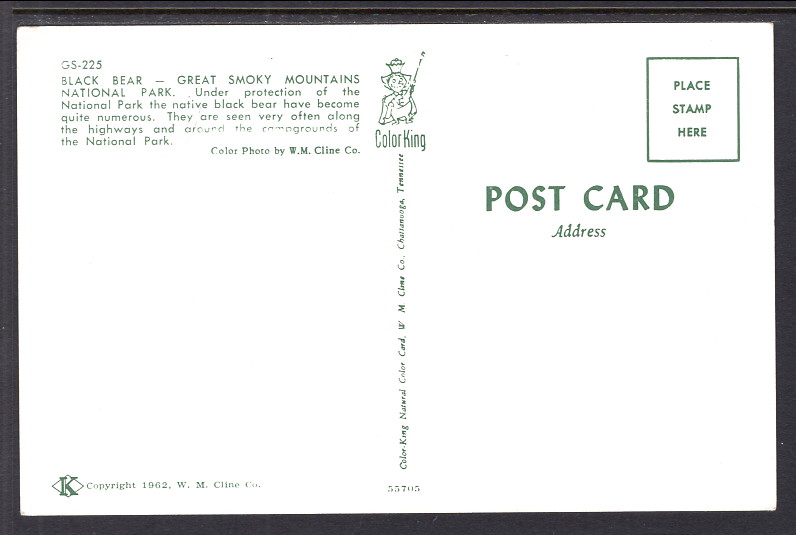 GS-225
BLACK BEAR — GREAT SMOKY MOUNTAINS
NATIONAL PARK. Under protection of the
National Park the native black bear have become
quite numerous. They are seen very often along
the highways and around the campgrounds of
the National Park.
Color Photo by W.M. Cline Co.
Color King
Color-King Natural Color Card, W M Cline Co., Chattanooga, Tennessee
PLACE
STAMP
HERE
POST CARD
Address
K Copyright 1962, W. M. Cline Co.
55705